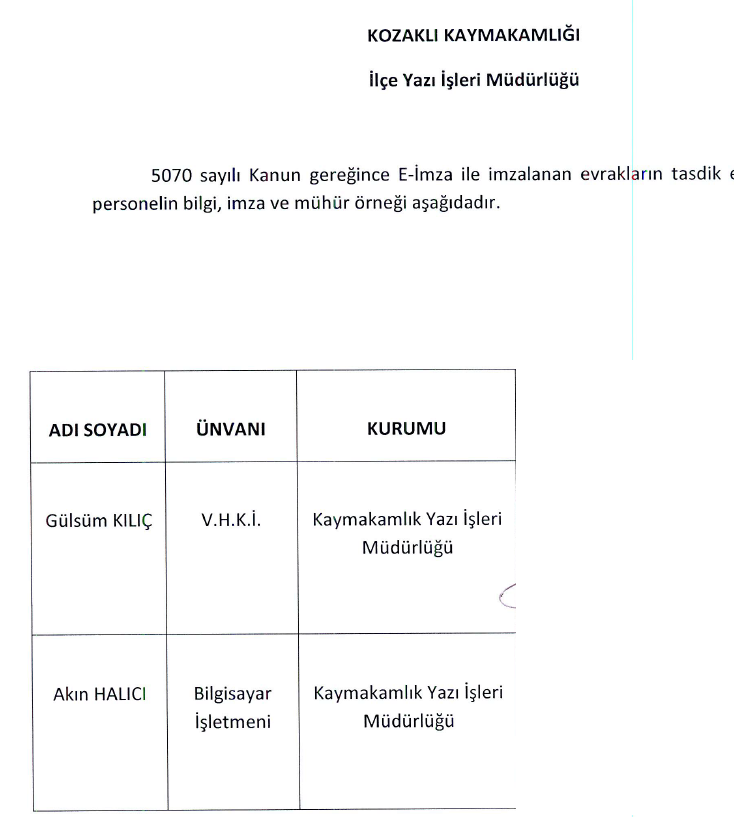 KOZAKLI KAYMAKAMLIĞI
İlçe Yazı İşleri Müdürlüğü
5070 sayılı Kanun gereğince E-İmza ile imzalanan evrakların tasdik
personelin bilgi, imza ve mühür örneği aşağıdadır.
ADI SOYADI ÜNVANI KURUMU
Gülsüm KILIÇ V.H.K.İ. Kaymakamlık Yazı İşleri
Müdürlüğü
Akın HALICI Bilgisayar Kaymakamlık Yazı İşleri
İşletmeni Müdürlüğü